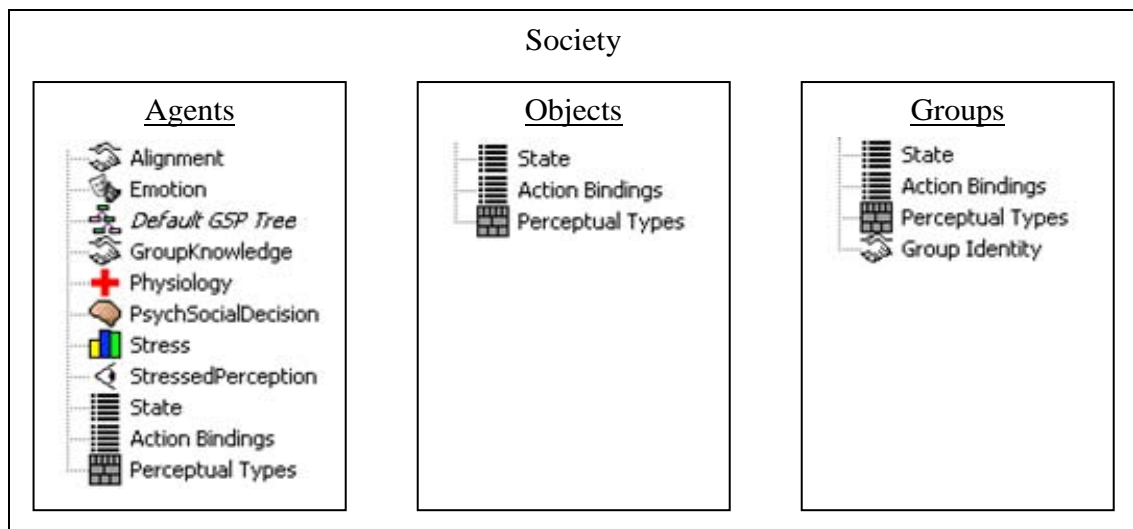 Society
Agents
Alignment
Emotion
Default GSP Tree
GroupKnowledge
Physiology
PsychSocialDecision
Stress
StressedPerception
State
Action Bindings
Perceptual Types
Objects
State
Action Bindings
Perceptual Types
Groups
State
Action Bindings
Perceptual Types
Group Identity